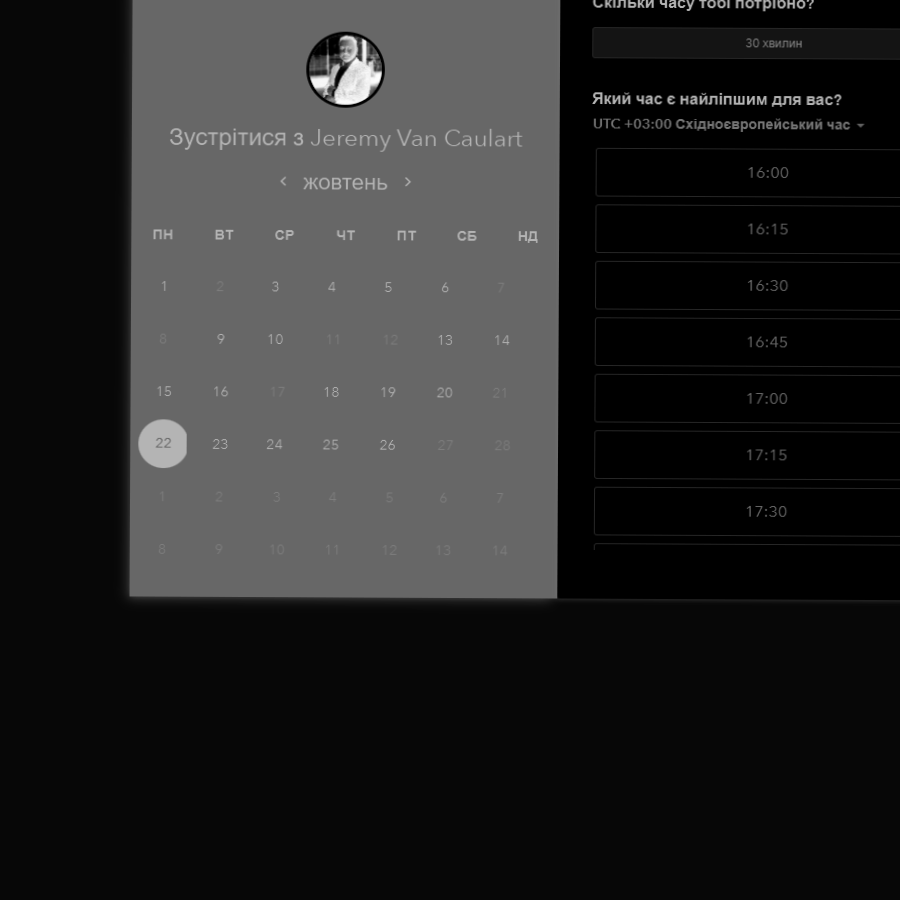 Зустрітися з Jeremy Van Caulart
жовтень
ПН ВТ СР ЧТ ПТ СБ НД
1 2 3 4 5 6 7
8 9 10 11 12 13 14
15 16 17 18 19 20 21
22 23 24 25 26 27 28
1 2 3 4 5 6 7
8 9 10 11 12 13 14
Скільки часу тобі потрібно?
30 хвилин
Який час є найліпшим для вас?
UTC +03:00 Східноєвропейський час
16:00
16:15
16:30
16:45
17:00
17:15
17:30